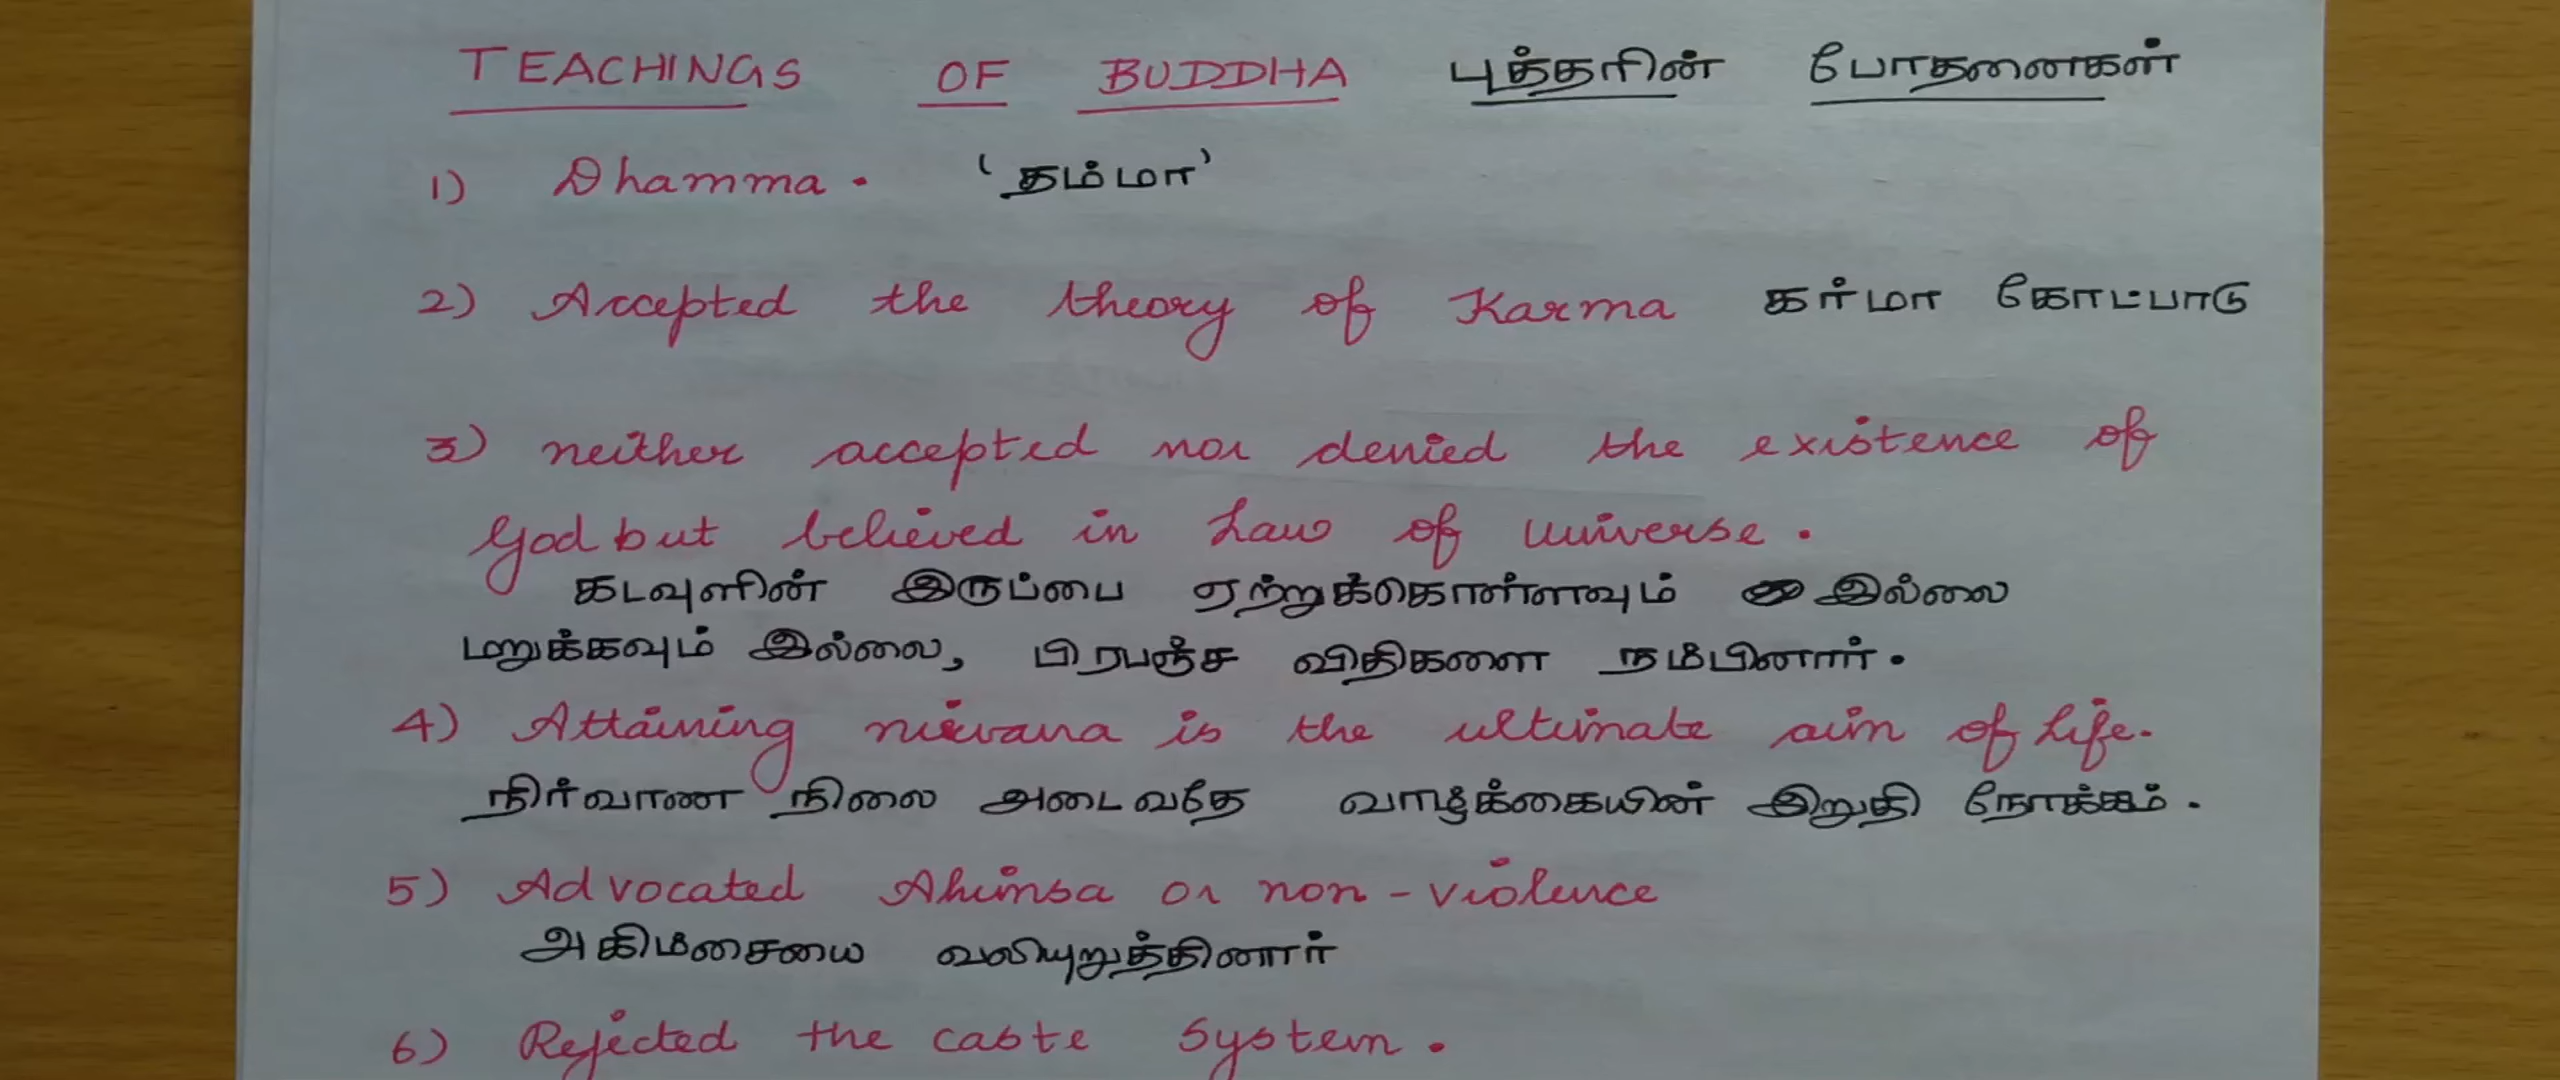 TEACHINGS OF BUDDHA புத்தரின் போதனைகள்
1) Dhamma. 'தம்மா'
2) Accepted the theory of Karma கர்மா கோட்பாடு
3) neither accepted nor denied the existence of
God but believed in Law of Universe.
கடவுளின் இருப்பை ஏற்றுக்கொள்ளவும் இல்லை
மறுக்கவும் இல்லை, பிரபஞ்ச விதிகளை நம்பினார்.
4) Attaining nirvana is the ultimate aim of life.
நிர்வாண நிலை அடைவதே வாழ்க்கையின் இறுதி நோக்கம்.
5) Advocated Ahimsa or non-violence
அகிம்சையை வலியுறுத்தினார்
6) Rejected the caste system.